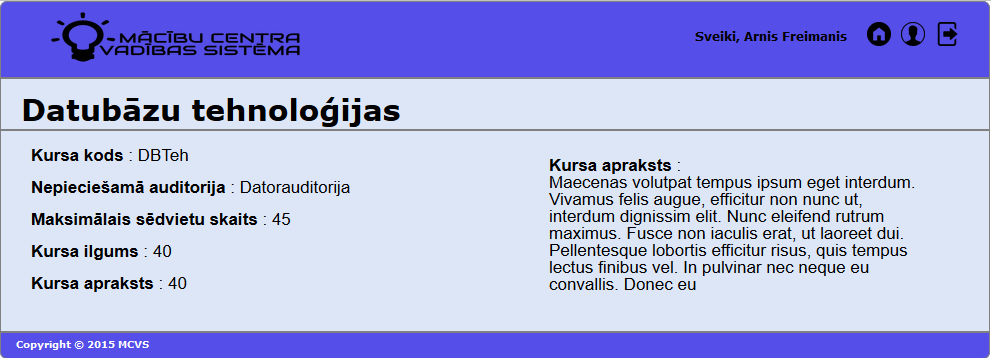 MĀCĪBU CENTRA
VADĪBAS SISTĒMA
Sveiki, Arnis Freimanis
Datubāzu tehnoloģijas
Kursa kods : DBTeh
Nepieciešamā auditorija : Datorauditorija
Maksimālais sēdvietu skaits : 45
Kursa ilgums : 40
Kursa apraksts : 40
Kursa apraksts :
Maecenas volutpat tempus ipsum eget interdum.
Vivamus felis augue, efficitur non nunc ut,
interdum dignissim elit. Nunc eleifend rutrum
maximus. Fusce non iaculis erat, ut laoreet dui.
Pellentesque lobortis efficitur risus, quis tempus
lectus finibus vel. In pulvinar nec neque eu
convallis. Donec eu
Copyright © 2015 MCVS